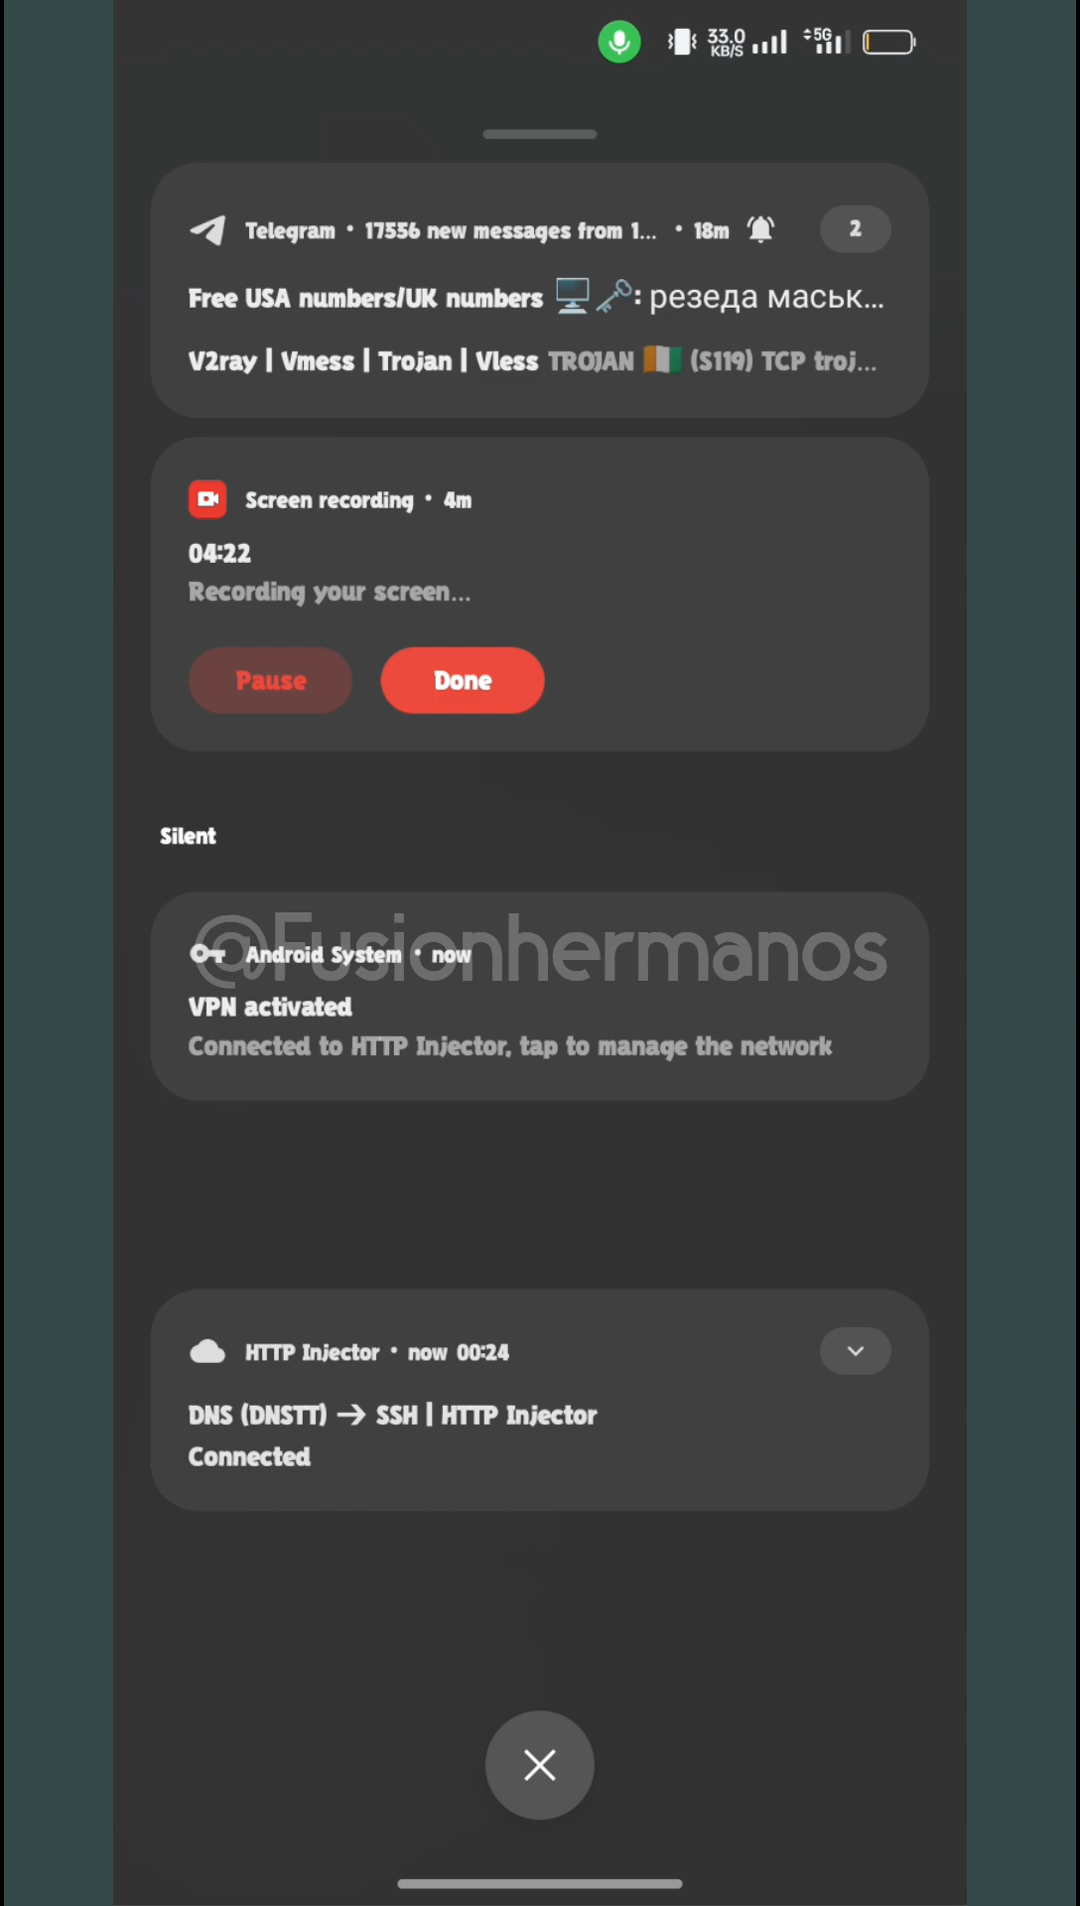 33.0
KB/S
5G
Telegram • 17556 new messages from 1... • 18m
2
Free USA numbers/UK numbers 🖥️🗝️: резеда маськ...
V2ray | Vmess | Trojan | Vless TROJAN 🇨🇮 (S119) TCP troj...
Screen recording • 4m
04:22
Recording your screen...
Pause
Done
Silent
@Fusionhermanos
Android System • now
VPN activated
Connected to HTTP Injector, tap to manage the network
HTTP Injector • now 00:24
DNS (DNSTT) → SSH | HTTP Injector
Connected